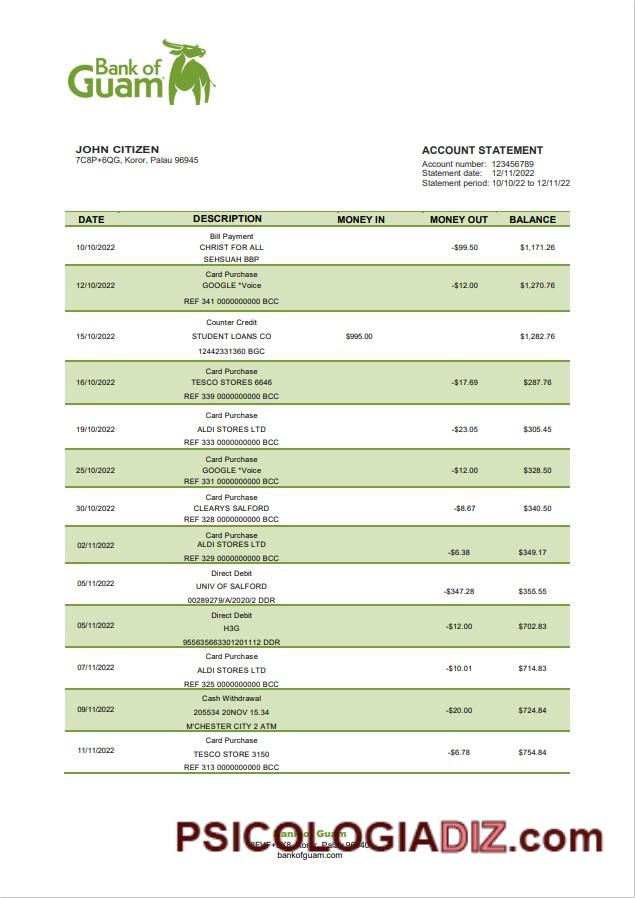 Bank of
Guam
JOHN CITIZEN
7C8P+6QG, Koror, Palau 96945
ACCOUNT STATEMENT
Account number: 123456789
Statement date: 12/11/2022
Statement period: 10/10/22 to 12/11/22
DATE DESCRIPTION MONEY IN MONEY OUT BALANCE
Bill Payment
10/10/2022 CHRIST FOR ALL -$99.50 $1,171.26
SEHSUAH BBP
Card Purchase
12/10/2022 GOOGLE *Voice -$12.00 $1,270.76
REF 341 0000000000 BCC
Counter Credit
15/10/2022 STUDENT LOANS CO $995.00 $1,282.76
12442331360 BGC
Card Purchase
16/10/2022 TESCO STORES 6646 -$17.69 $287.76
REF 339 0000000000 BCC
Card Purchase
19/10/2022 ALDI STORES LTD -$23.05 $305.45
REF 333 0000000000 BCC
Card Purchase
25/10/2022 GOOGLE *Voice -$12.00 $328.50
REF 331 0000000000 BCC
Card Purchase
30/10/2022 CLEARYS SALFORD -$8.67 $340.50
REF 328 0000000000 BCC
Card Purchase
02/11/2022 ALDI STORES LTD -$6.38 $349.17
REF 329 0000000000 BCC
Direct Debit
05/11/2022 UNIV OF SALFORD -$347.28 $355.55
00289279/A/2020/2 DDR
Direct Debit
05/11/2022 H3G -$12.00 $702.83
955635663301201112 DDR
Card Purchase
07/11/2022 ALDI STORES LTD -$10.01 $714.83
REF 325 0000000000 BCC
Cash Withdrawal
09/11/2022 205534 20NOV 15.34 -$20.00 $724.84
M'CHESTER CITY 2 ATM
Card Purchase
11/11/2022 TESCO STORE 3150 -$6.78 $754.84
REF 313 0000000000 BCC
Bank of Guam
PSICOLOGIADIZ.com
bankofguam.com